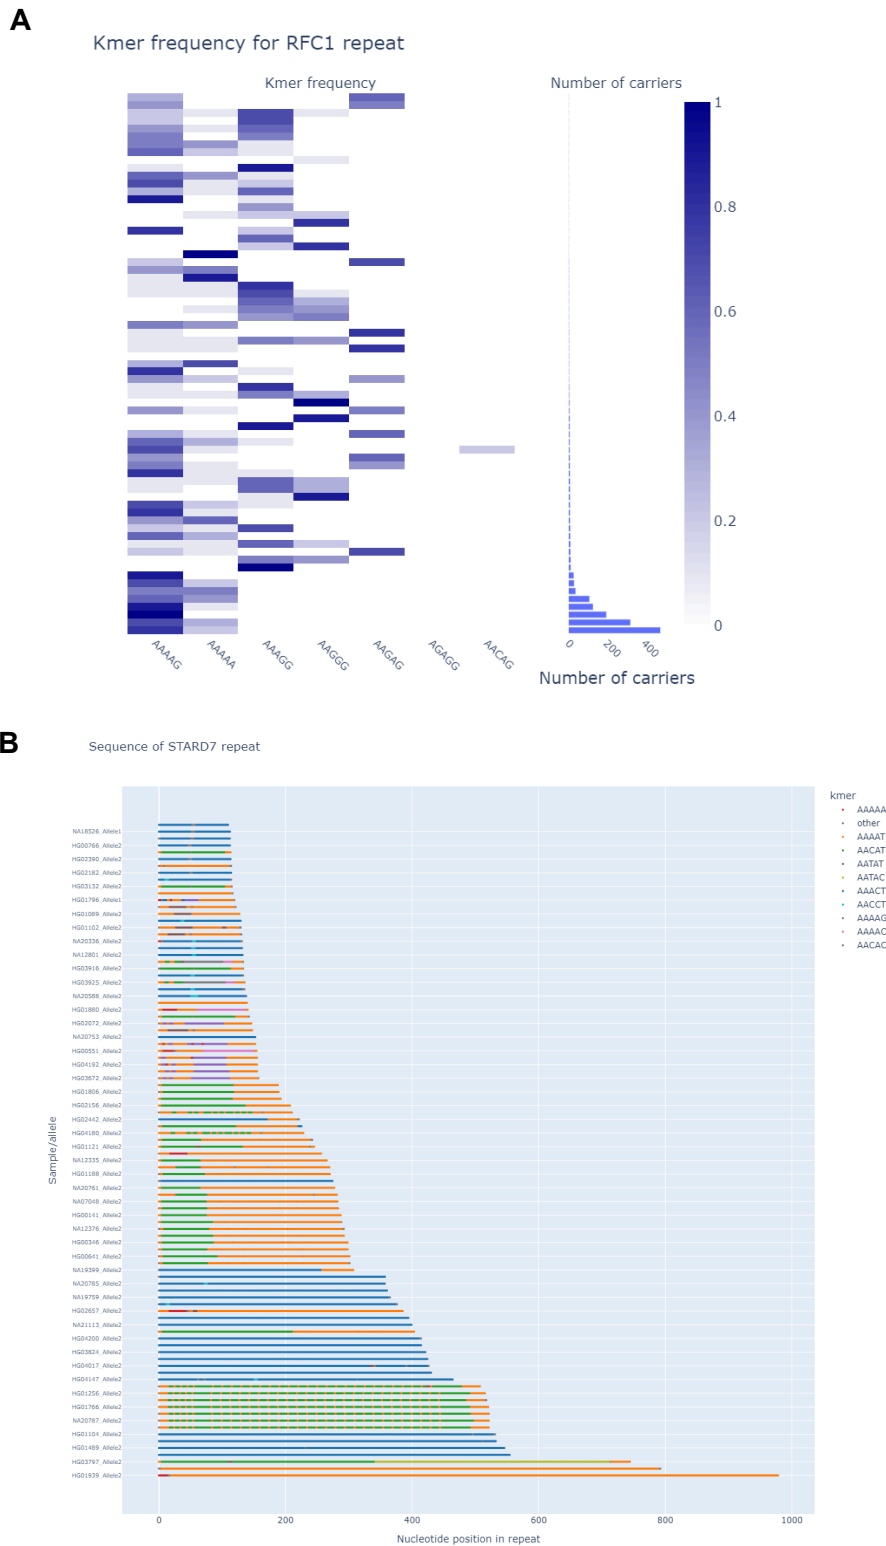 A
Kmer frequency for RFC1 repeat
Kmer frequency
Number of carriers
1
0.8
0.6
0.4
0.2
0
AAAAG
AAAAA
AAAGG
AAGGG
AAGAG
AGAGG
AACAG
0
200
400
Number of carriers
B
Sequence of STARD7 repeat
kmer
AAAAA
other
AAAAT
AACAT
AATAT
AATAC
AAACT
AACCT
AAAAG
AAAAC
AACAC
Sample/allele
NA18526_Allele1
HG00766_Allele2
HG02390_Allele2
HG02182_Allele2
HG03132_Allele2
HG01796_Allele1
HG01089_Allele2
HG01102_Allele2
NA20336_Allele2
NA12801_Allele2
HG03916_Allele2
HG03925_Allele2
NA20588_Allele2
HG01880_Allele2
HG02072_Allele2
NA20753_Allele2
HG00551_Allele2
HG04192_Allele2
HG03672_Allele2
HG01806_Allele2
HG02156_Allele2
HG02442_Allele2
HG04180_Allele2
HG01121_Allele2
NA12335_Allele2
HG01188_Allele2
NA20761_Allele2
NA07048_Allele2
HG00141_Allele2
NA12376_Allele2
HG00346_Allele2
HG00641_Allele2
NA19399_Allele2
NA20785_Allele2
NA19759_Allele2
HG02657_Allele2
NA21113_Allele2
HG04200_Allele2
HG03824_Allele2
HG04017_Allele2
HG04147_Allele2
HG01256_Allele2
HG01766_Allele2
NA20787_Allele2
HG01104_Allele2
HG01489_Allele2
HG03797_Allele2
HG01939_Allele2
0
200
400
600
800
1000
Nucleotide position in repeat